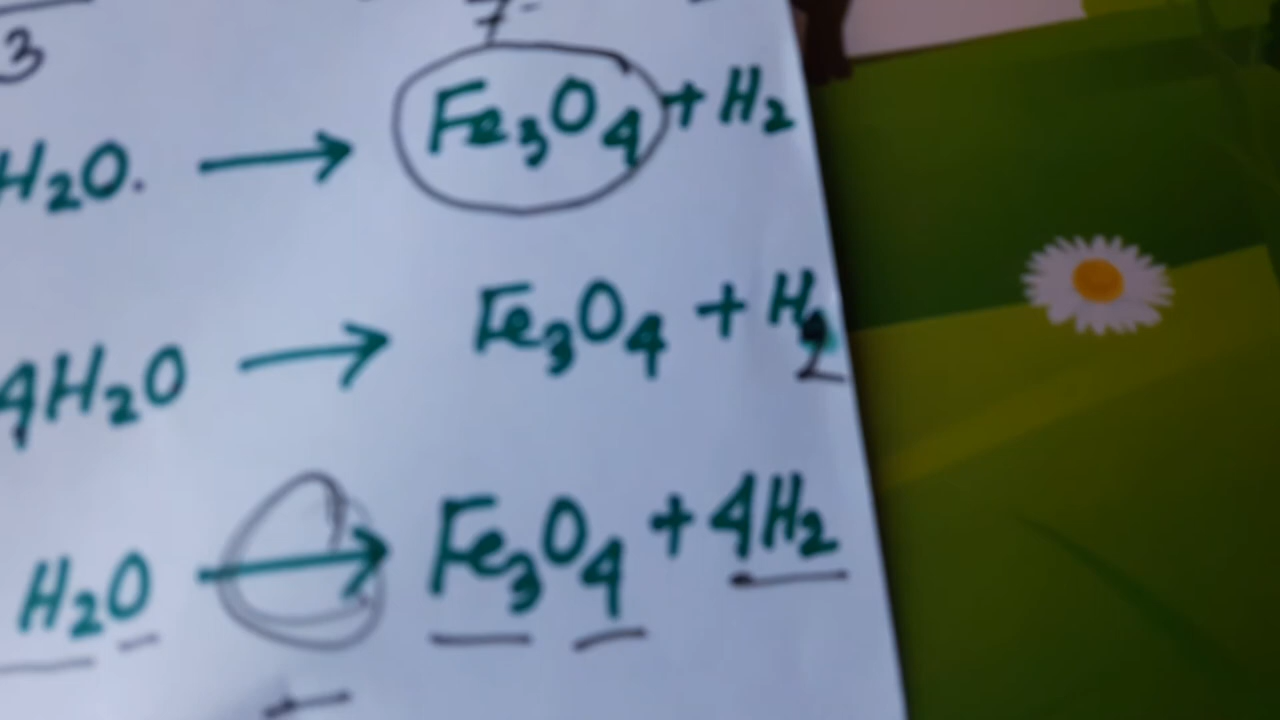 3
H₂O. → Fe₃O₄ + H₂
4H₂O → Fe₃O₄ + H₂
H₂O → Fe₃O₄ + 4H₂